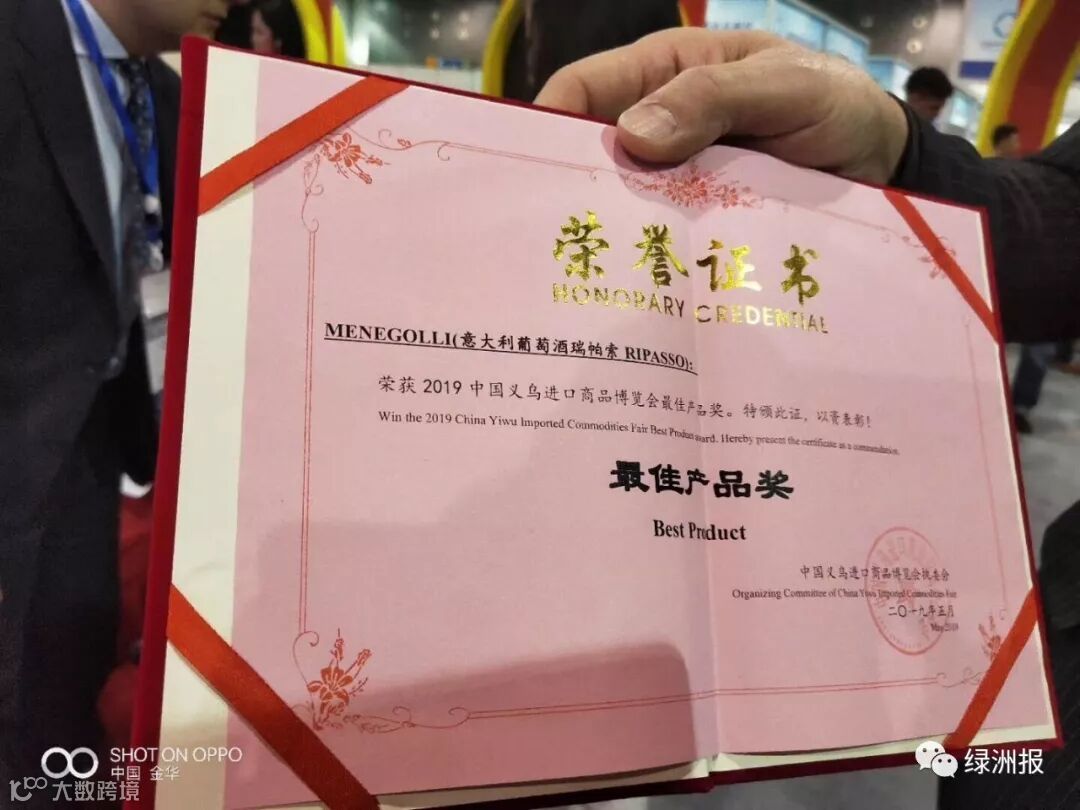 荣誉证书
HONORARY CREDENTIAL
MENEGOLLI(意大利葡萄酒瑞帕索 RIPASSO):
荣获 2019 中国义乌进口商品博览会最佳产品奖。特颁此证，以资表彰！
Win the 2019 China Yiwu Imported Commodities Fair Best Product award. Hereby present the certificate as a commendation.
最佳产品奖
Best Product
中国义乌进口商品博览会执委会
Organizing Committee of China Yiwu Imported Commodities Fair
二〇一九年五月
May 2019
SHOT ON OPPO
中国 金华
大数跨境
绿洲报